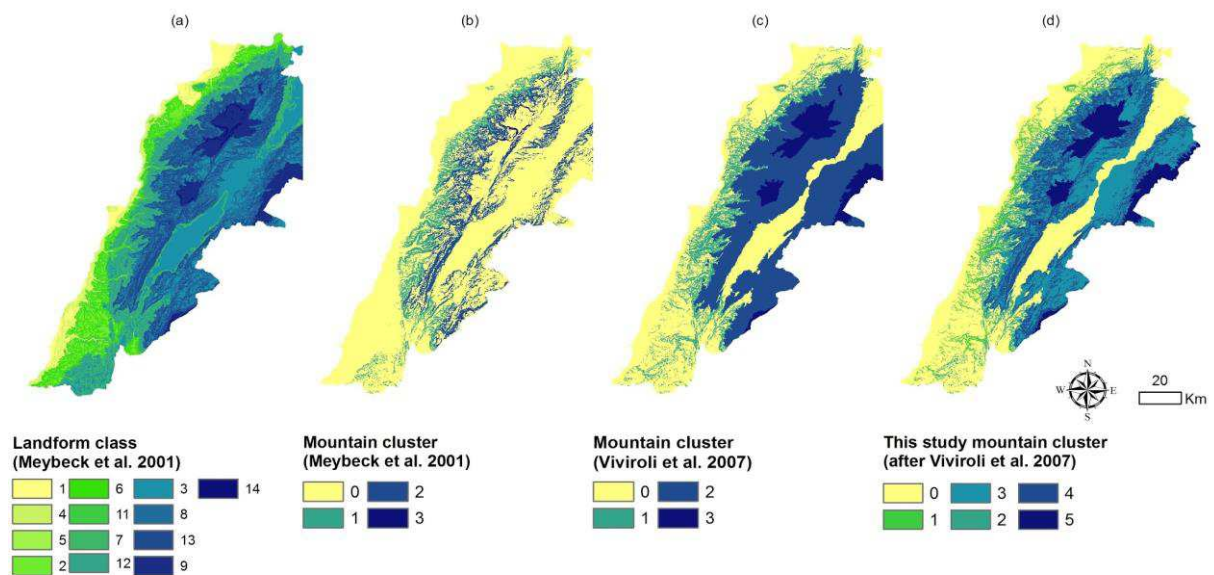 (a)
(b)
(c)
(d)
N
W E
S
20
Km
Landform class
(Meybeck et al. 2001)
1 6 3 14
4 11 8
5 7 13
2 12 9
Mountain cluster
(Meybeck et al. 2001)
0 2
1 3
Mountain cluster
(Viviroli et al. 2007)
0 2
1 3
This study mountain cluster
(after Viviroli et al. 2007)
0 3 4
1 2 5